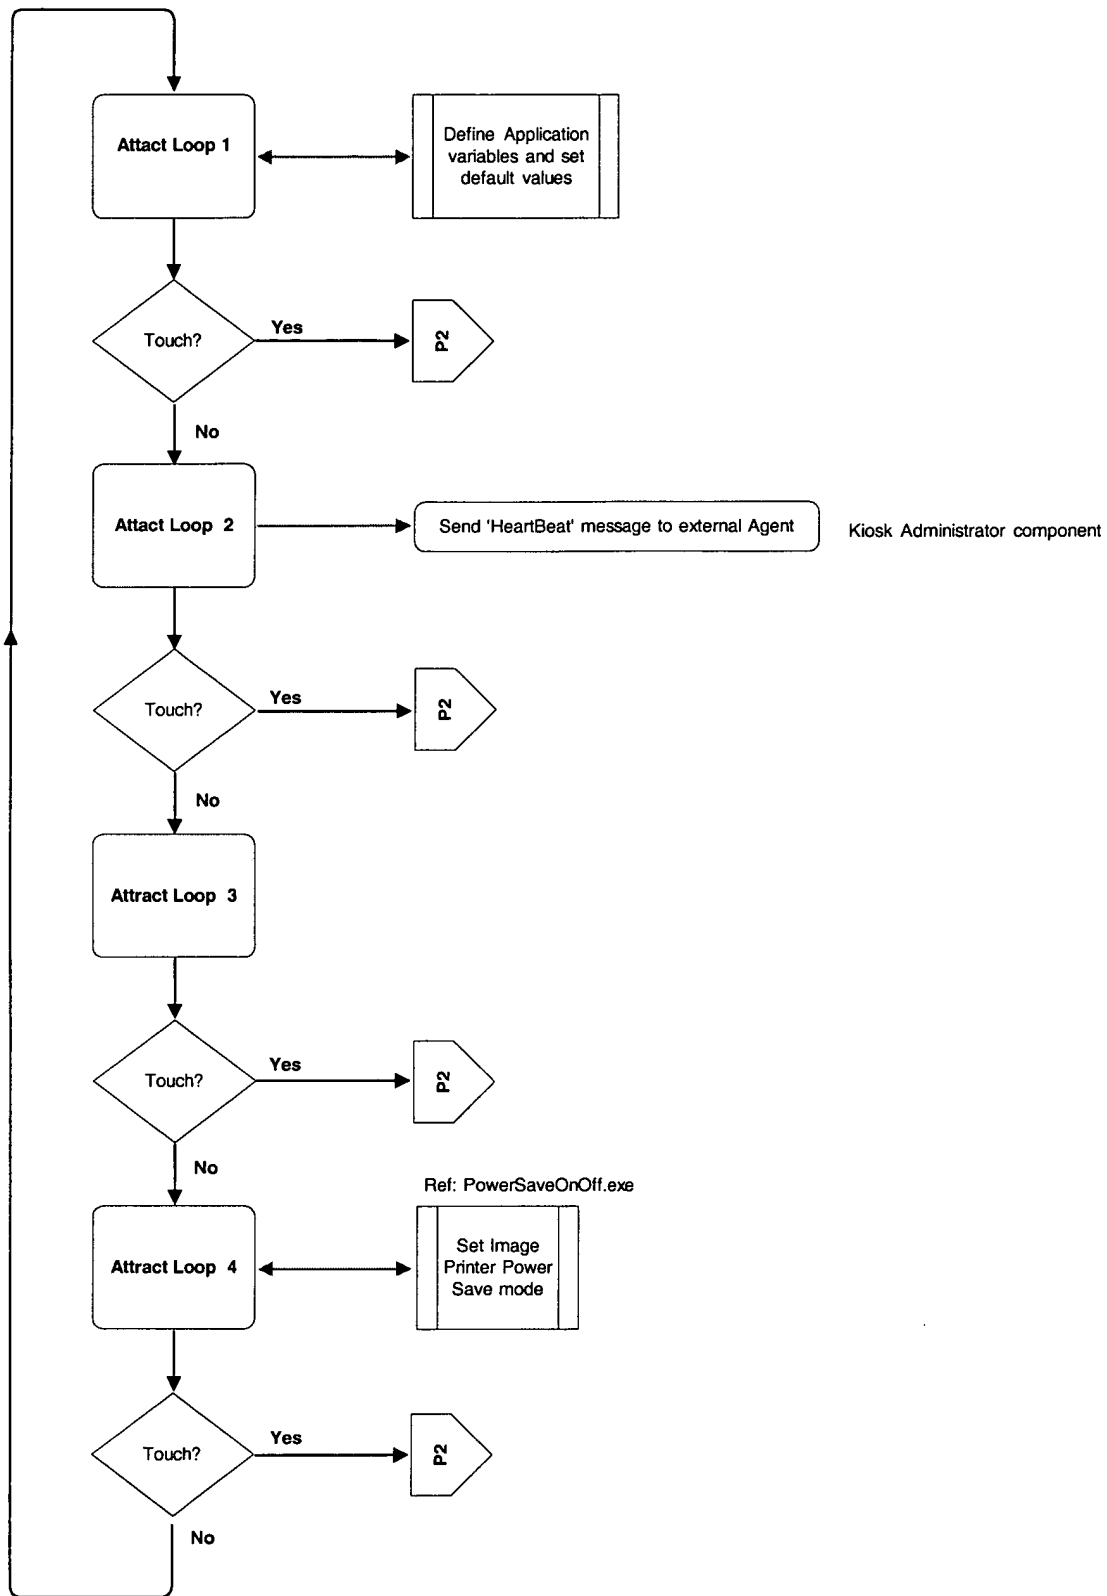 Attact Loop 1
Define Application
variables and set
default values
Touch?
Yes
P2
No
Attact Loop 2
Send 'HeartBeat' message to external Agent
Kiosk Administrator component
Touch?
Yes
P2
No
Attract Loop 3
Touch?
Yes
P2
No
Ref: PowerSaveOnOff.exe
Attract Loop 4
Set Image
Printer Power
Save mode
Touch?
Yes
P2
No